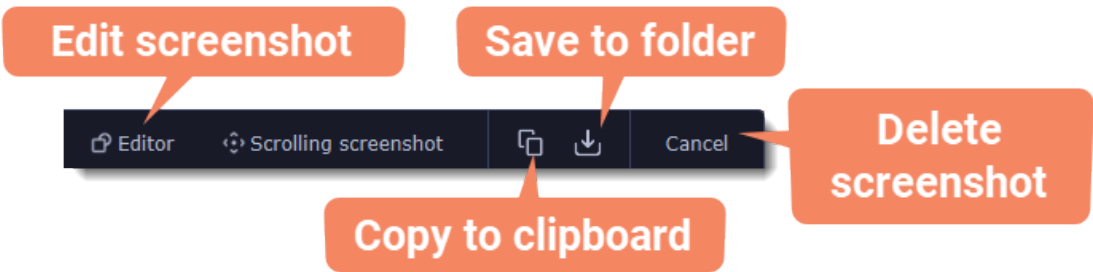 Edit screenshot
Save to folder
Editor
Scrolling screenshot
Cancel
Delete
screenshot
Copy to clipboard